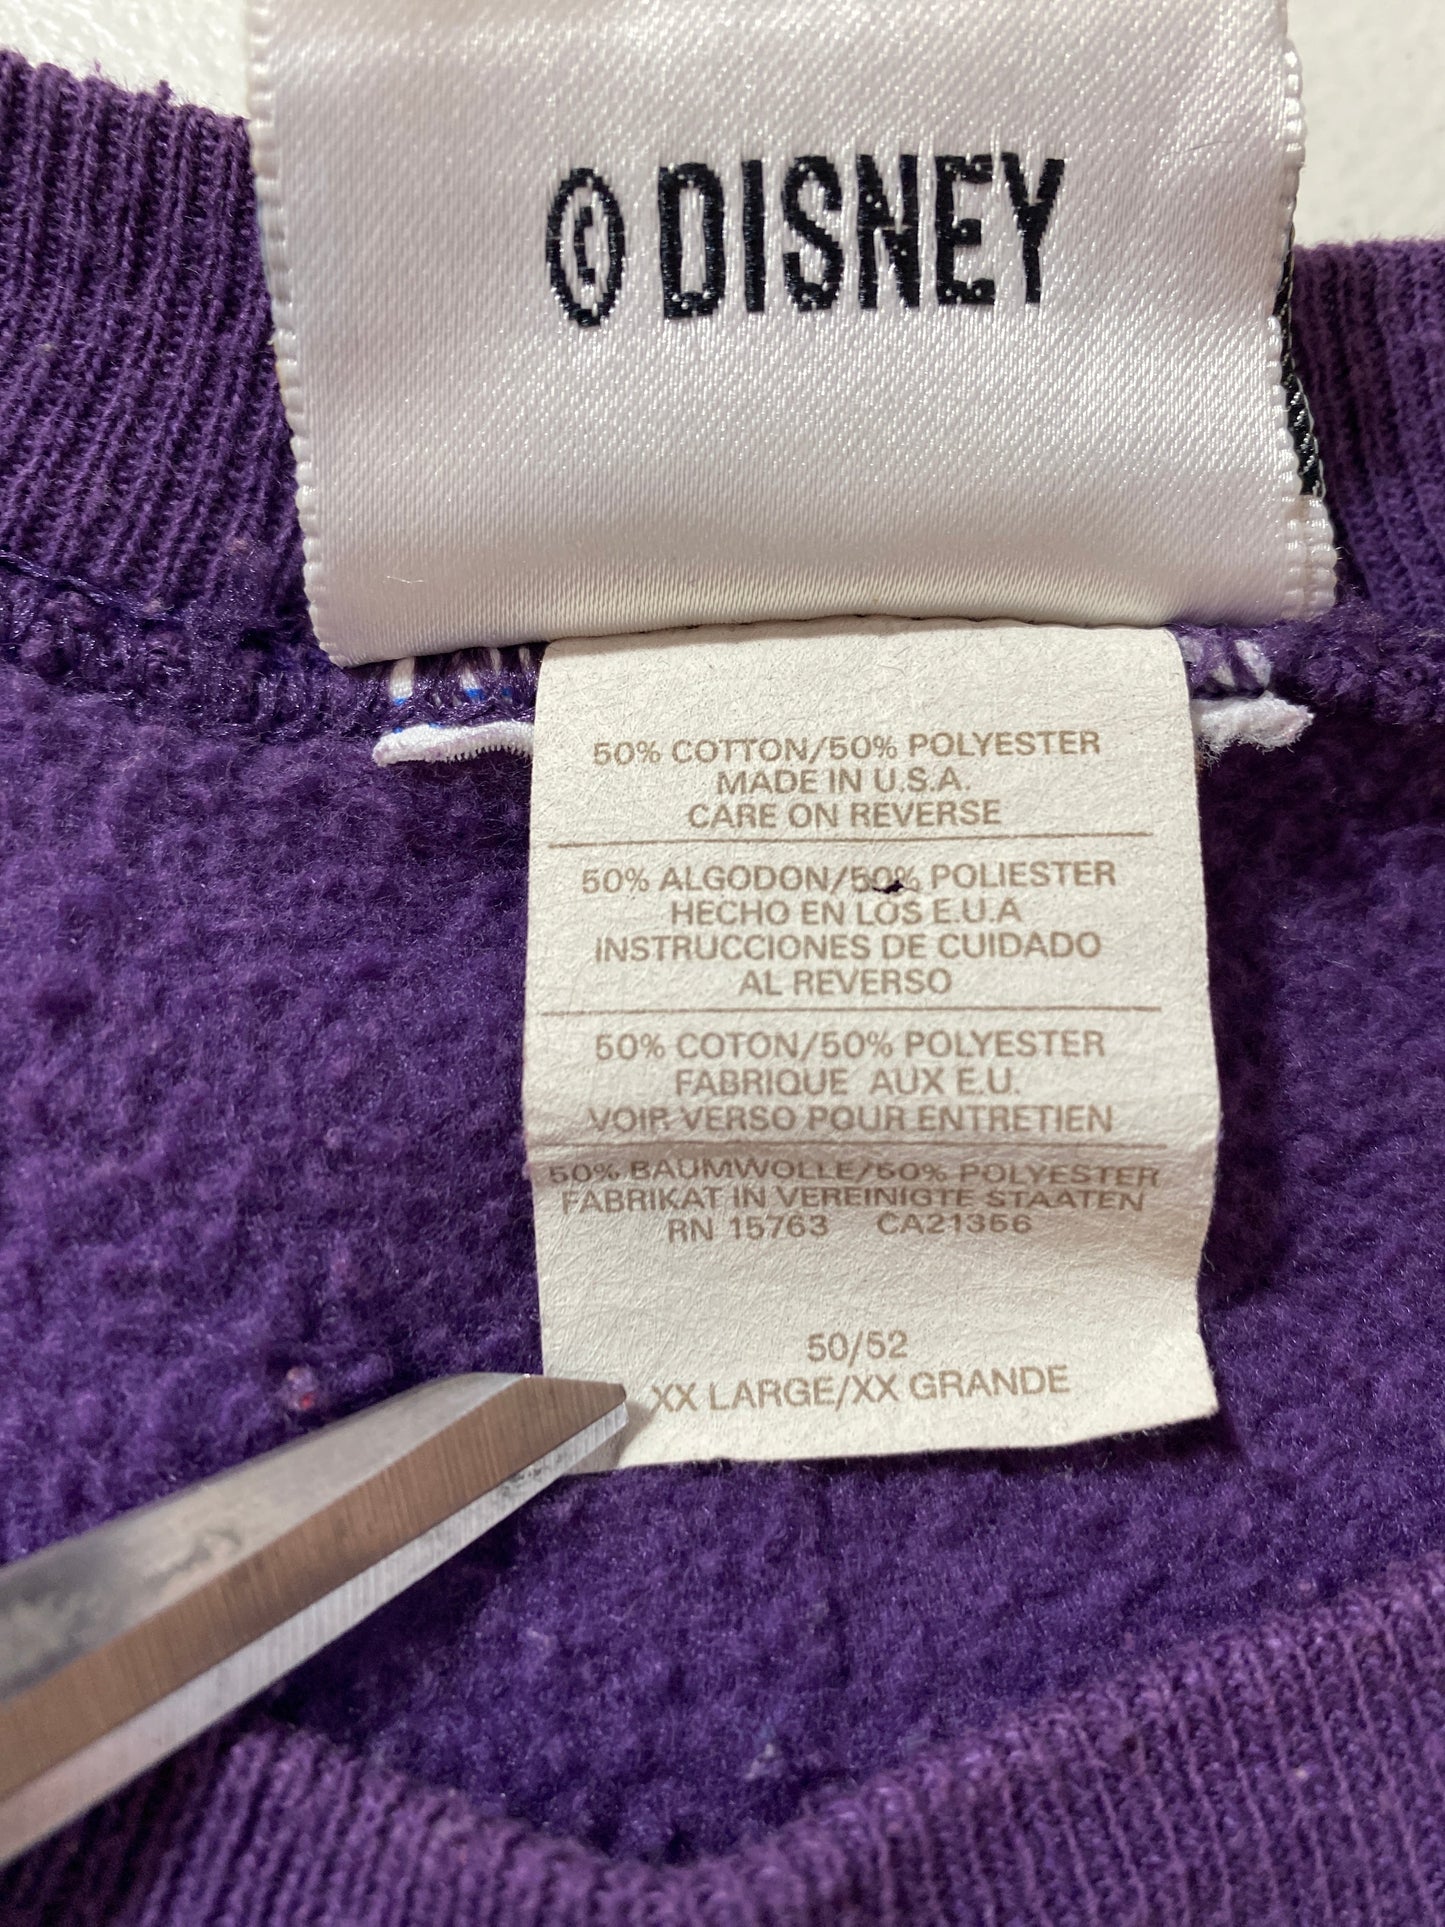 © DISNEY
50% COTTON/50% POLYESTER
MADE IN U.S.A.
CARE ON REVERSE
50% ALGODON/50% POLIESTER
HECHO EN LOS E.U.A
INSTRUCCIONES DE CUIDADO
AL REVERSO
50% COTON/50% POLYESTER
FABRIQUE AUX E.U.
VOIR VERSO POUR ENTRETIEN
50% BAUMWOLLE/50% POLYESTER
FABRIKAT IN VEREINIGTE STAATEN
RN 15763 CA21356
50/52
XX LARGE/XX GRANDE